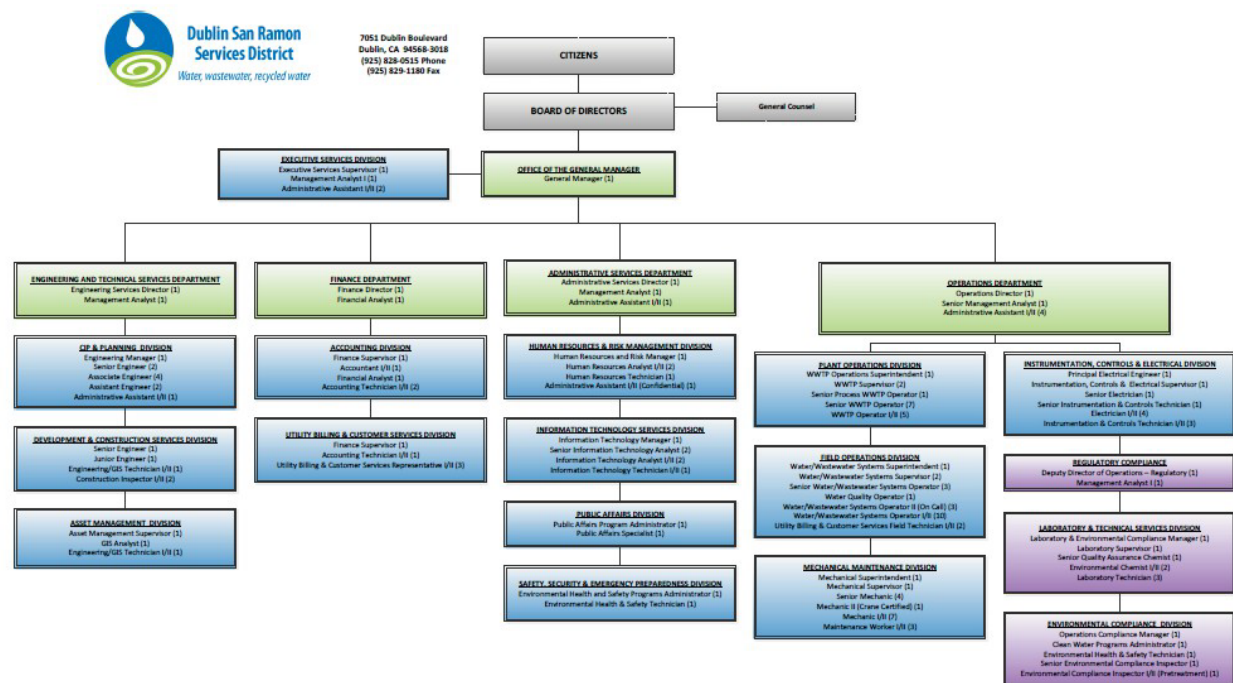 Dublin San Ramon
Services District
Water, wastewater, recycled water
7051 Dublin Boulevard
Dublin, CA 94568-3018
(925) 828-0515 Phone
(925) 829-1180 Fax
CITIZENS
BOARD OF DIRECTORS
General Counsel
EXECUTIVE SERVICES DIVISION
Executive Services Supervisor (1)
Management Analyst I (1)
Administrative Assistant I/II (2)
OFFICE OF THE GENERAL MANAGER
General Manager (1)
ENGINEERING AND TECHNICAL SERVICES DEPARTMENT
Engineering Services Director (1)
Management Analyst (1)
CIP & PLANNING DIVISION
Engineering Manager (1)
Senior Engineer (2)
Associate Engineer (4)
Assistant Engineer (2)
Administrative Assistant I/II (1)
DEVELOPMENT & CONSTRUCTION SERVICES DIVISION
Senior Engineer (1)
Junior Engineer (1)
Engineering/GIS Technician I/II (1)
Construction Inspector I/II (2)
ASSET MANAGEMENT DIVISION
Asset Management Supervisor (1)
GIS Analyst (1)
Engineering/GIS Technician I/II (1)
FINANCE DEPARTMENT
Finance Director (1)
Financial Analyst (1)
ACCOUNTING DIVISION
Finance Supervisor (1)
Accountant I/II (1)
Financial Analyst (1)
Accounting Technician I/II (2)
UTILITY BILLING & CUSTOMER SERVICES DIVISION
Finance Supervisor (1)
Accounting Technician I/II (1)
Utility Billing & Customer Services Representative I/II (3)
ADMINISTRATIVE SERVICES DEPARTMENT
Administrative Services Director (1)
Management Analyst (1)
Administrative Assistant I/II (1)
HUMAN RESOURCES & RISK MANAGEMENT DIVISION
Human Resources and Risk Manager (1)
Human Resources Analyst I/II (2)
Human Resources Technician (1)
Administrative Assistant I/II (Confidential) (1)
INFORMATION TECHNOLOGY SERVICES DIVISION
Information Technology Manager (1)
Senior Information Technology Analyst (2)
Information Technology Analyst I/II (2)
Information Technology Technician I/II (1)
PUBLIC AFFAIRS DIVISION
Public Affairs Program Administrator (1)
Public Affairs Specialist (1)
SAFETY, SECURITY & EMERGENCY PREPAREDNESS DIVISION
Environmental Health and Safety Programs Administrator (1)
Environmental Health & Safety Technician (1)
OPERATIONS DEPARTMENT
Operations Director (1)
Senior Management Analyst (1)
Administrative Assistant I/II (4)
PLANT OPERATIONS DIVISION
WWTP Operations Superintendent (1)
WWTP Supervisor (2)
Senior Process WWTP Operator (1)
Senior WWTP Operator (7)
WWTP Operator I/II (5)
FIELD OPERATIONS DIVISION
Water/Wastewater Systems Superintendent (1)
Water/Wastewater Systems Supervisor (2)
Senior Water/Wastewater Systems Operator (3)
Water Quality Operator (1)
Water/Wastewater Systems Operator II (On Call) (3)
Water/Wastewater Systems Operator I/II (10)
Utility Billing & Customer Services Field Technician I/II (2)
MECHANICAL MAINTENANCE DIVISION
Mechanical Superintendent (1)
Mechanical Supervisor (1)
Senior Mechanic (4)
Mechanic II (Crane Certified) (1)
Mechanic I/II (7)
Maintenance Worker I/II (3)
INSTRUMENTATION, CONTROLS & ELECTRICAL DIVISION
Principal Electrical Engineer (1)
Instrumentation, Controls & Electrical Supervisor (1)
Senior Electrician (1)
Senior Instrumentation & Controls Technician (1)
Electrician I/II (4)
Instrumentation & Controls Technician I/II (3)
REGULATORY COMPLIANCE
Deputy Director of Operations – Regulatory (1)
Management Analyst I (1)
LABORATORY & TECHNICAL SERVICES DIVISION
Laboratory & Environmental Compliance Manager (1)
Laboratory Supervisor (1)
Senior Quality Assurance Chemist (1)
Environmental Chemist I/II (2)
Laboratory Technician (3)
ENVIRONMENTAL COMPLIANCE DIVISION
Operations Compliance Manager (1)
Clean Water Programs Administrator (1)
Environmental Health & Safety Technician (1)
Senior Environmental Compliance Inspector (1)
Environmental Compliance Inspector I/II (Pretreatment) (1)